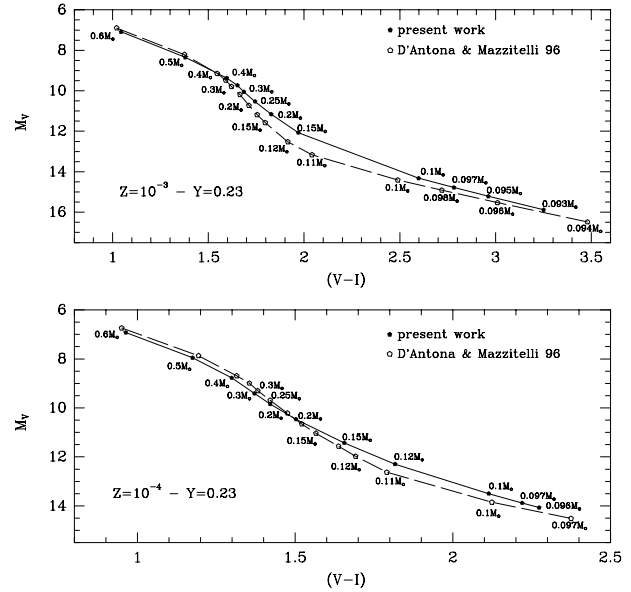 6
8
10
12
14
16
M_V
present work
D'Antona & Mazzitelli 96
0.6M⊙
0.5M⊙
0.4M⊙
0.4M⊙
0.3M⊙
0.3M⊙
0.25M⊙
0.2M⊙
0.2M⊙
0.15M⊙
0.15M⊙
0.12M⊙
0.11M⊙
0.1M⊙
0.097M⊙
0.095M⊙
0.093M⊙
0.1M⊙
0.098M⊙
0.096M⊙
0.094M⊙
Z=10⁻³ − Y=0.23
1
1.5
2
2.5
3
3.5
(V−I)
6
8
10
12
14
M_V
present work
D'Antona & Mazzitelli 96
0.6M⊙
0.5M⊙
0.4M⊙
0.3M⊙
0.3M⊙
0.25M⊙
0.2M⊙
0.2M⊙
0.15M⊙
0.15M⊙
0.12M⊙
0.12M⊙
0.11M⊙
0.1M⊙
0.097M⊙
0.096M⊙
0.1M⊙
0.097M⊙
Z=10⁻⁴ − Y=0.23
1
1.5
2
2.5
(V−I)